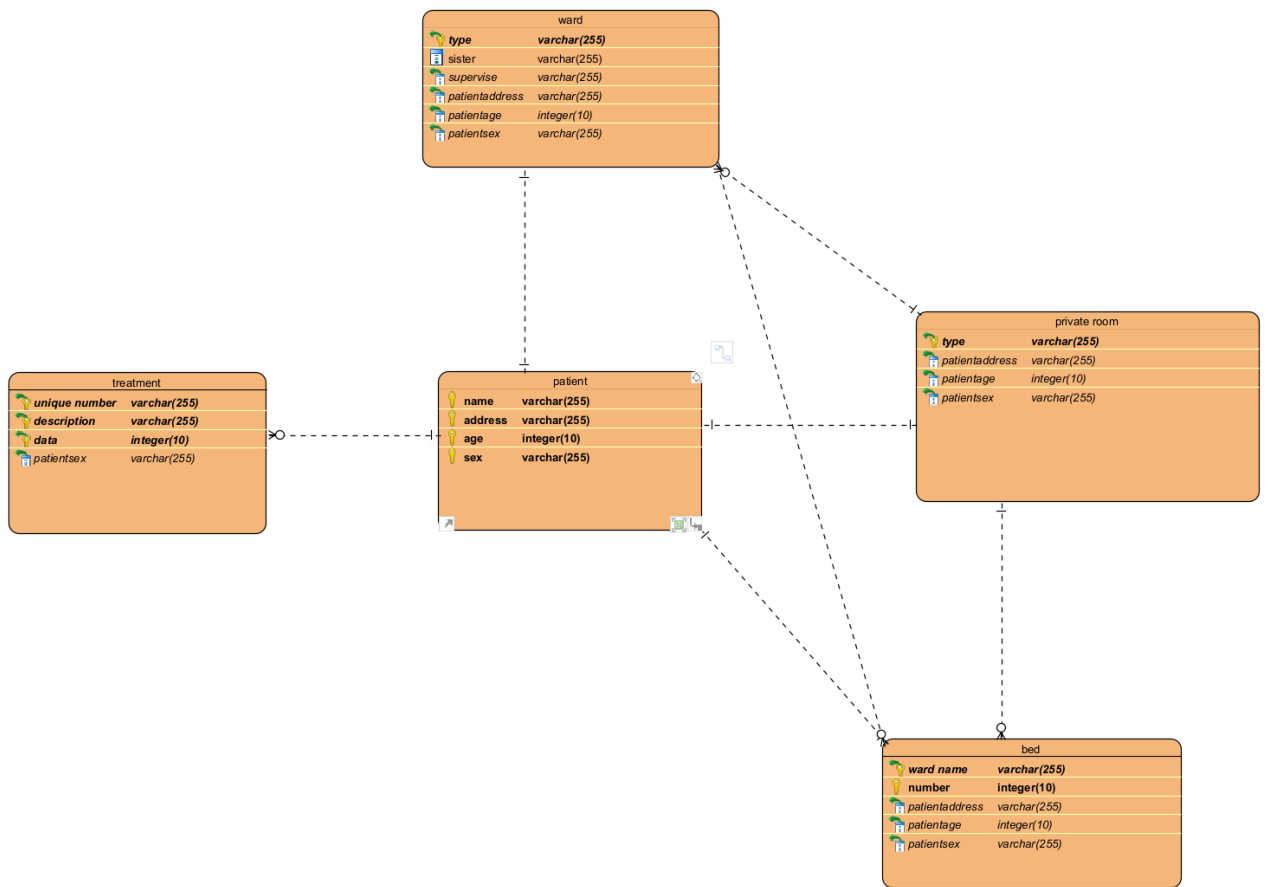 ward
type varchar(255)
sister varchar(255)
supervise varchar(255)
patientaddress varchar(255)
patientage integer(10)
patientsex varchar(255)
private room
type varchar(255)
patientaddress varchar(255)
patientage integer(10)
patientsex varchar(255)
treatment
unique number varchar(255)
description varchar(255)
data integer(10)
patientsex varchar(255)
patient
name varchar(255)
address varchar(255)
age integer(10)
sex varchar(255)
bed
ward name varchar(255)
number integer(10)
patientaddress varchar(255)
patientage integer(10)
patientsex varchar(255)